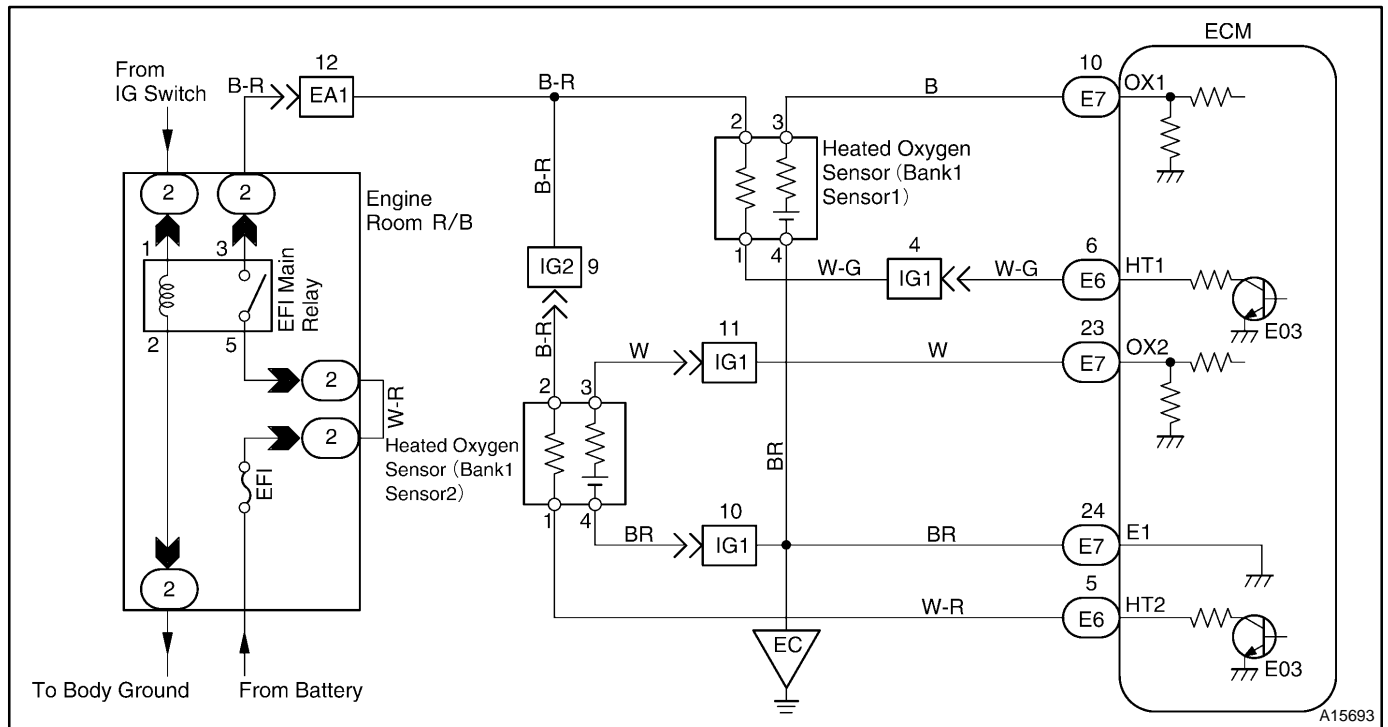 ECM
From
IG Switch
B-R
12
EA1
B-R
B
10
E7
OX1
2
3
Heated Oxygen
Sensor (Bank1
Sensor1)
2
2
Engine
Room R/B
B-R
1
3
EFI Main
Relay
2
5
IG2
9
1
4
W-G
4
IG1
W-G
6
E6
HT1
E03
B-R
W
11
IG1
W
23
E7
OX2
2
2
W-R
2
3
Heated Oxygen
Sensor (Bank1
Sensor2)
EFI
BR
1
4
BR
10
IG1
BR
24
E7
E1
2
W-R
5
E6
HT2
E03
EC
To Body Ground
From Battery
A15693